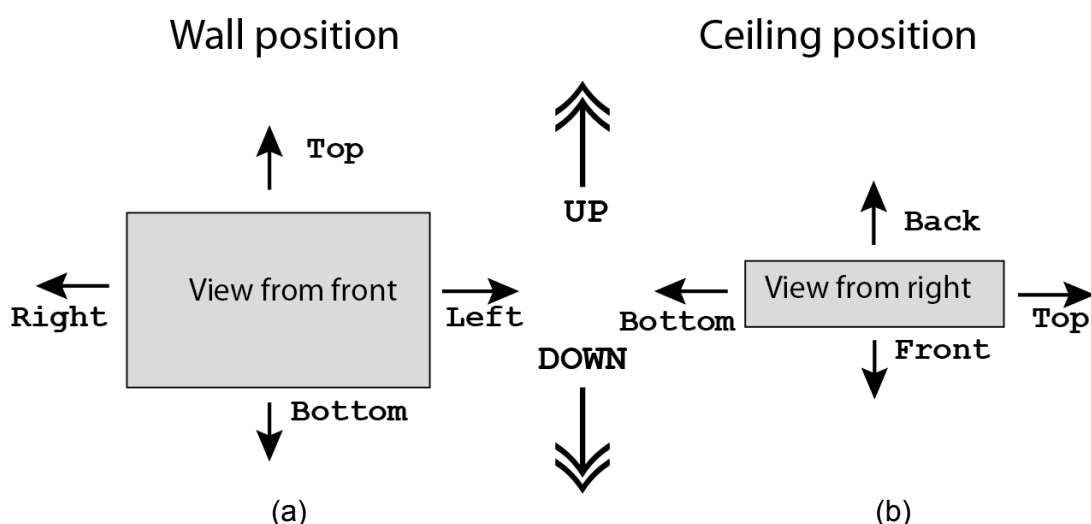 Wall position
Ceiling position
Top
UP
Back
View from front
View from right
Right
Left
Bottom
Top
DOWN
Front
Bottom
(a)
(b)